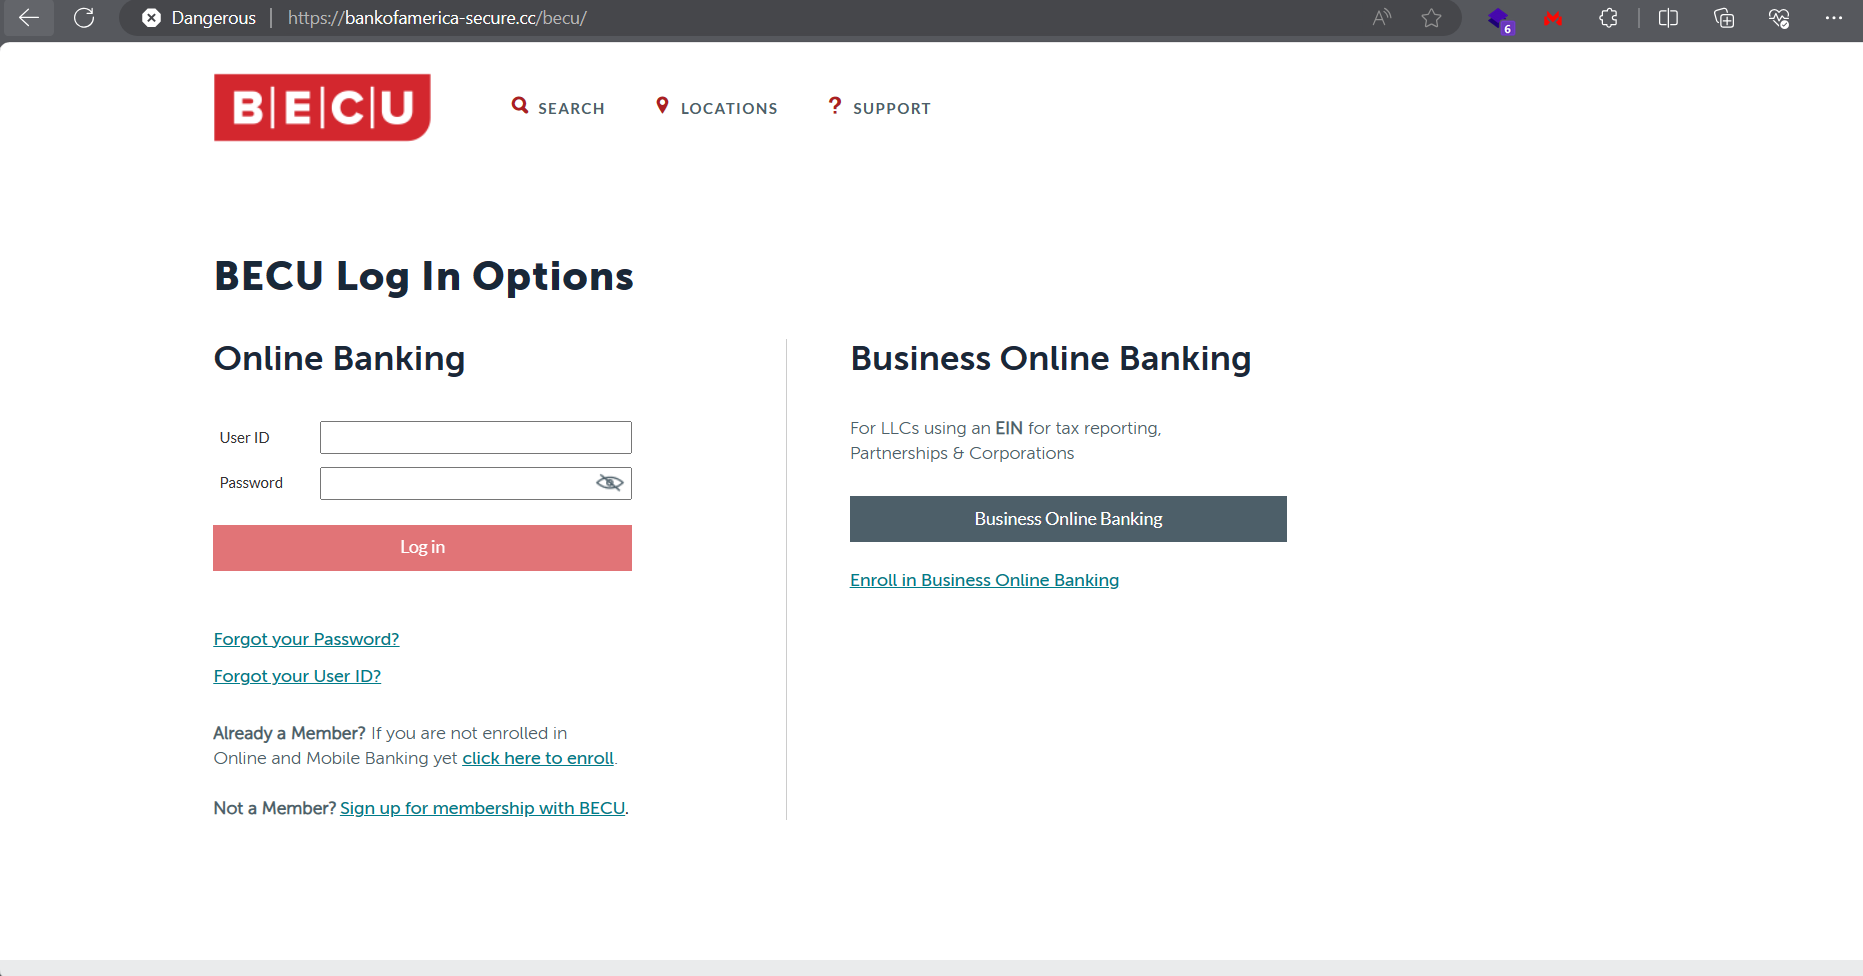 Dangerous https://bankofamerica-secure.cc/becu/
6
B|E|C|U
SEARCH LOCATIONS ? SUPPORT
BECU Log In Options
Online Banking
User ID
Password
Log in
Forgot your Password?
Forgot your User ID?
Already a Member? If you are not enrolled in
Online and Mobile Banking yet click here to enroll.
Not a Member? Sign up for membership with BECU.
Business Online Banking
For LLCs using an EIN for tax reporting,
Partnerships & Corporations
Business Online Banking
Enroll in Business Online Banking